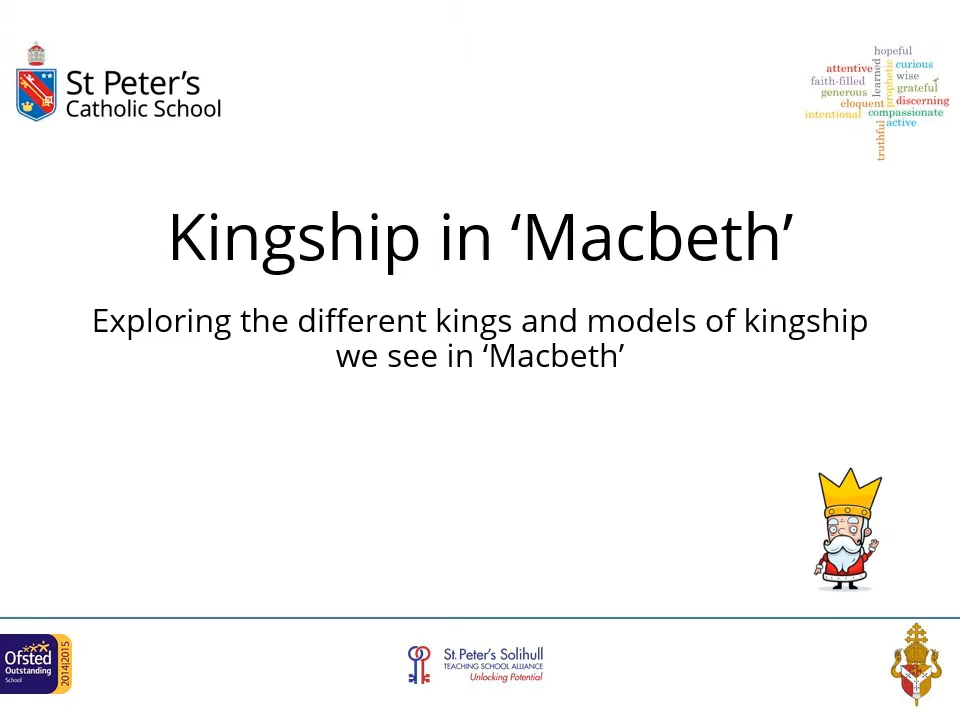 St Peter's
Catholic School
hopeful
attentive
curious
learned
prophetic
wise
faith-filled
grateful
generous
eloquent
discerning
intentional
compassionate
active
truthful
Kingship in ‘Macbeth’
Exploring the different kings and models of kingship
we see in ‘Macbeth’
Ofsted
Outstanding
School
2014|2015
St. Peter's Solihull
TEACHING SCHOOL ALLIANCE
Unlocking Potential